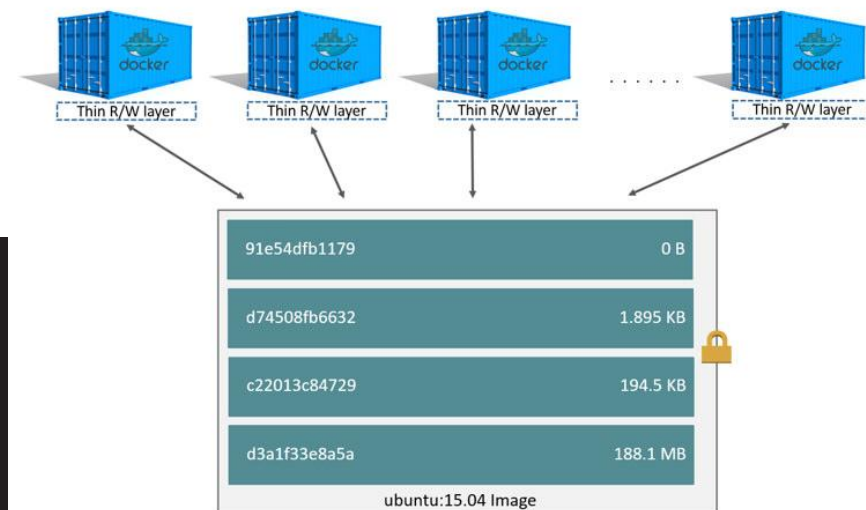 docker docker docker docker
Thin R/W layer Thin R/W layer Thin R/W layer . . . . . . Thin R/W layer
91e54dfb1179 0 B
d74508fb6632 1.895 KB
c22013c84729 194.5 KB
d3a1f33e8a5a 188.1 MB
ubuntu:15.04 Image